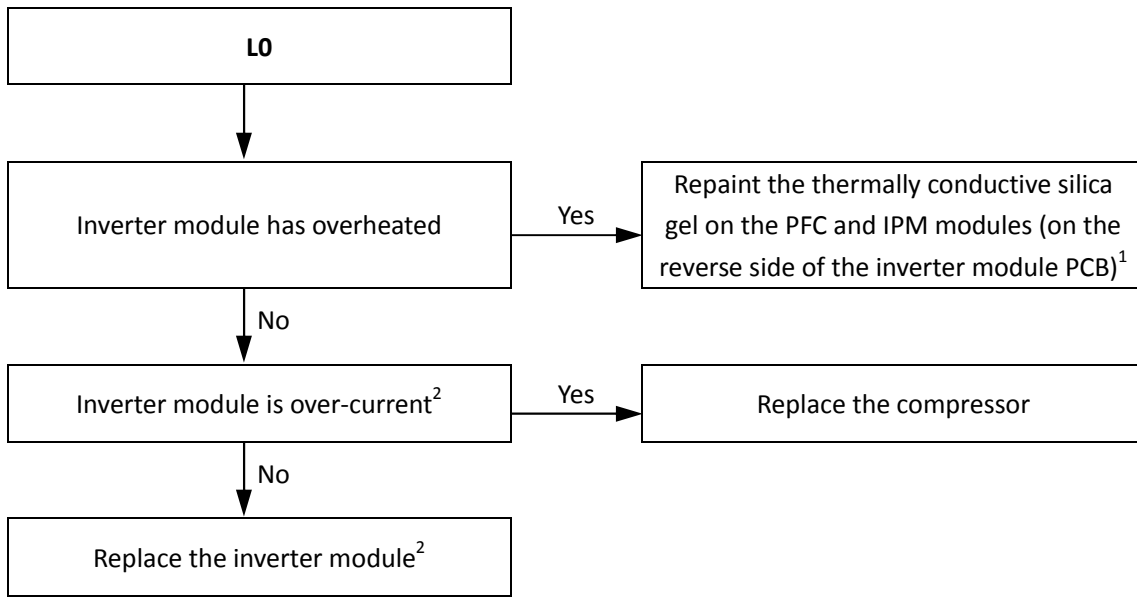 L0
Inverter module has overheated
Yes
Repaint the thermally conductive silica
gel on the PFC and IPM modules (on the
reverse side of the inverter module PCB)1
No
Inverter module is over-current2
Yes
Replace the compressor
No
Replace the inverter module2